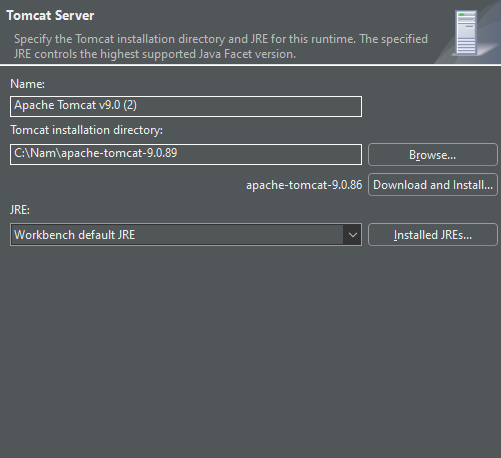 Tomcat Server
Specify the Tomcat installation directory and JRE for this runtime. The specified
JRE controls the highest supported Java Facet version.
Name:
Apache Tomcat v9.0 (2)
Tomcat installation directory:
C:\Nam\apache-tomcat-9.0.89
Browse...
apache-tomcat-9.0.86
Download and Install...
JRE:
Workbench default JRE
Installed JREs...